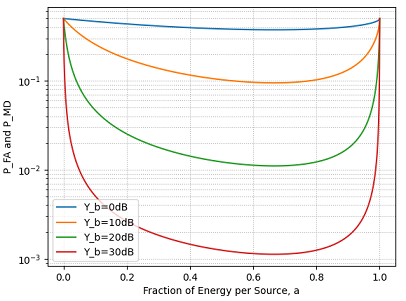 P_FA and P_MD
10⁻¹
10⁻²
10⁻³
Y_b=0dB
Y_b=10dB
Y_b=20dB
Y_b=30dB
0.0 0.2 0.4 0.6 0.8 1.0
Fraction of Energy per Source, a